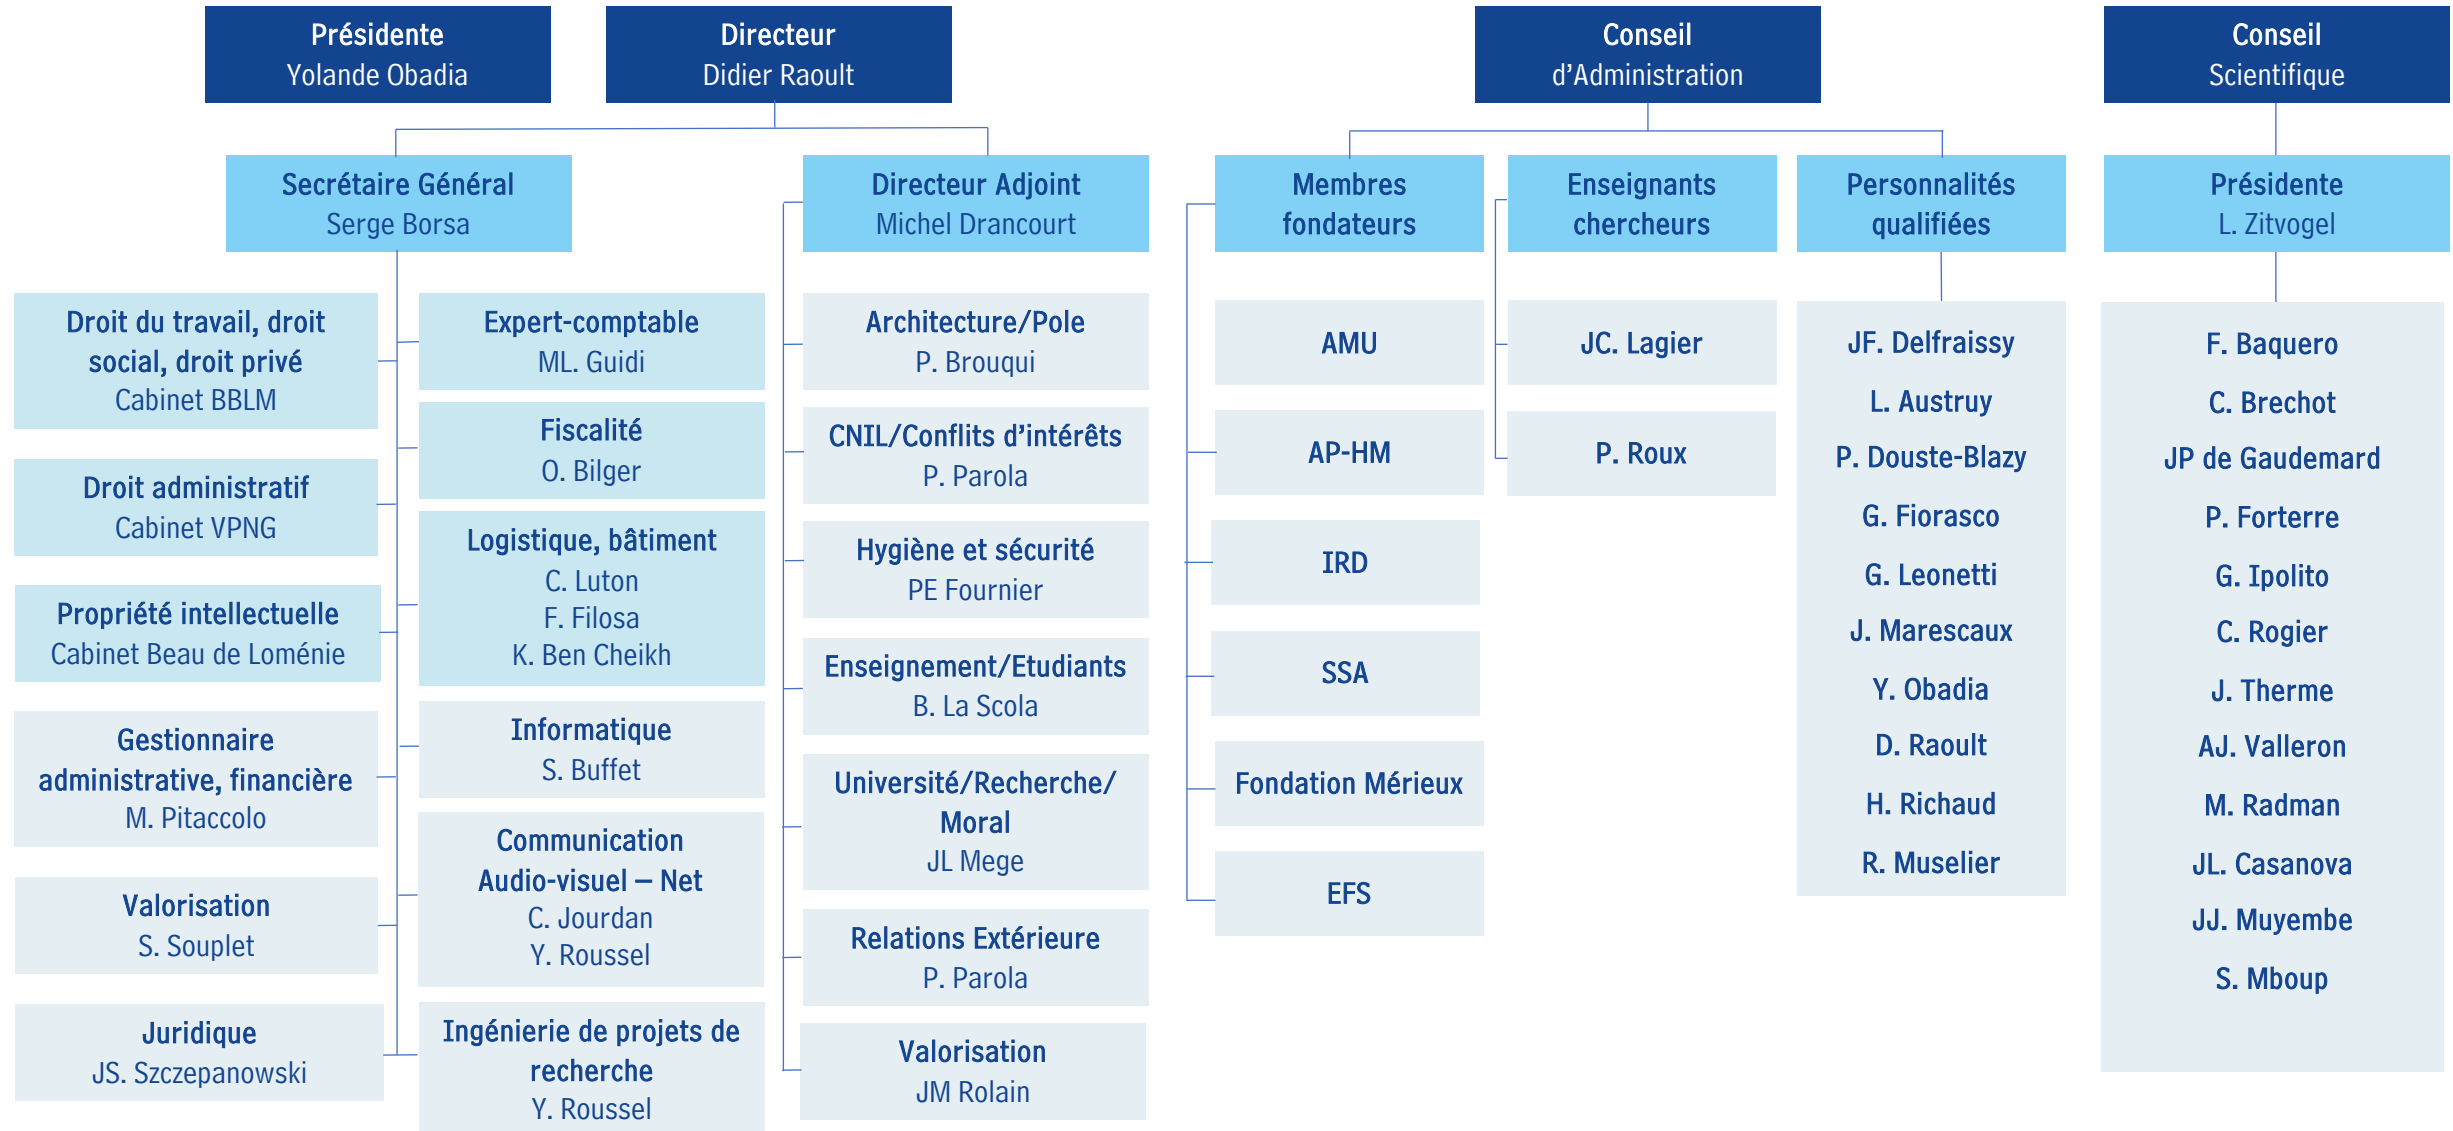 Présidente
Yolande Obadia
Directeur
Didier Raoult
Conseil
d’Administration
Conseil
Scientifique
Secrétaire Général
Serge Borsa
Directeur Adjoint
Michel Drancourt
Membres
fondateurs
Enseignants
chercheurs
Personnalités
qualifiées
Présidente
L. Zitvogel
Droit du travail, droit
social, droit privé
Cabinet BBLM
Droit administratif
Cabinet VPNG
Propriété intellectuelle
Cabinet Beau de Loménie
Gestionnaire
administrative, financière
M. Pitaccolo
Valorisation
S. Souplet
Juridique
JS. Szczepanowski
Expert-comptable
ML. Guidi
Fiscalité
O. Bilger
Logistique, bâtiment
C. Luton
F. Filosa
K. Ben Cheikh
Informatique
S. Buffet
Communication
Audio-visuel – Net
C. Jourdan
Y. Roussel
Ingénierie de projets de
recherche
Y. Roussel
Architecture/Pole
P. Brouqui
CNIL/Conflits d’intérêts
P. Parola
Hygiène et sécurité
PE Fournier
Enseignement/Etudiants
B. La Scola
Université/Recherche/
Moral
JL Mege
Relations Extérieure
P. Parola
Valorisation
JM Rolain
AMU
AP-HM
IRD
SSA
Fondation Mérieux
EFS
JC. Lagier
P. Roux
JF. Delfraissy
L. Austruy
P. Douste-Blazy
G. Fiorasco
G. Leonetti
J. Marescaux
Y. Obadia
D. Raoult
H. Richaud
R. Muselier
F. Baquero
C. Brechot
JP de Gaudemard
P. Forterre
G. Ipolito
C. Rogier
J. Therme
AJ. Valleron
M. Radman
JL. Casanova
JJ. Muyembe
S. Mboup